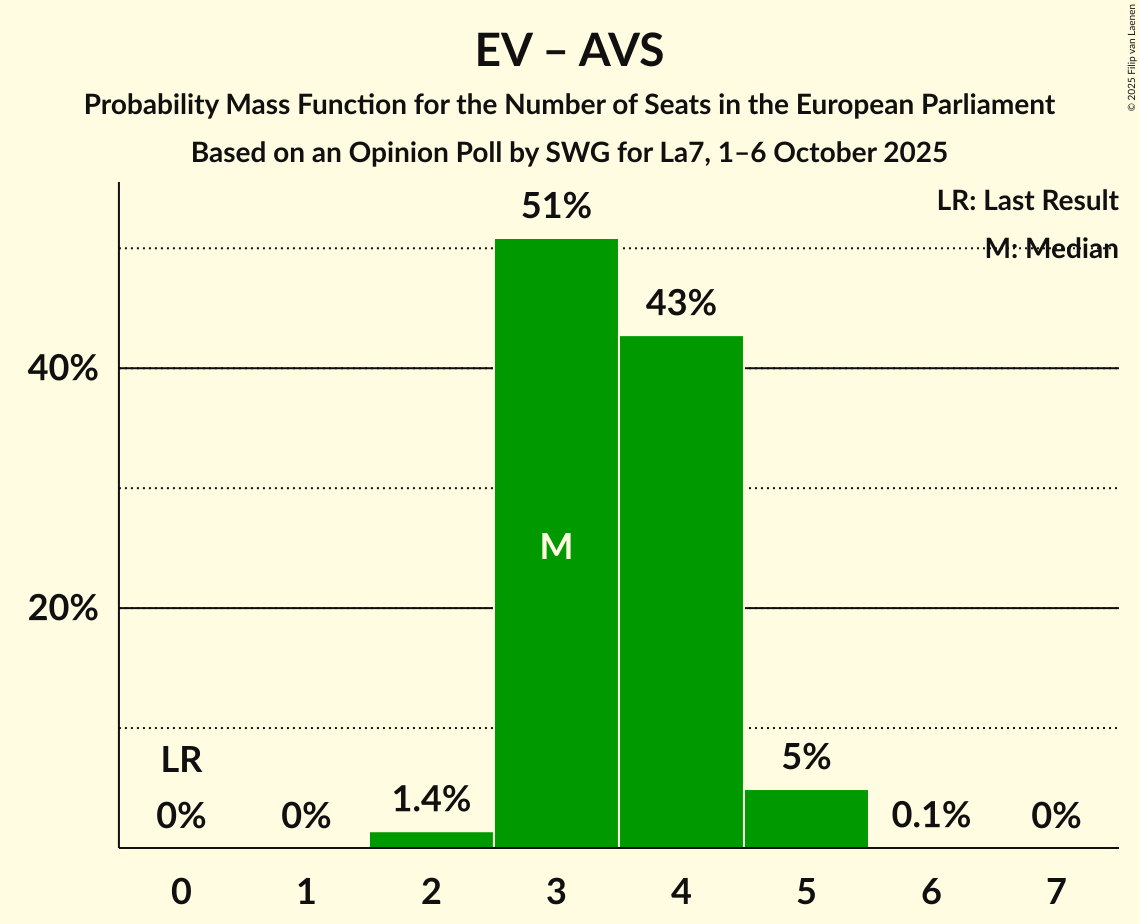 EV – AVS
Probability Mass Function for the Number of Seats in the European Parliament
Based on an Opinion Poll by SWG for La7, 1–6 October 2025
© 2025 Filip van Laenen
LR: Last Result
M: Median
51%
43%
40%
M
20%
LR
5%
1.4%
0%
0%
0.1%
0%
0 1 2 3 4 5 6 7